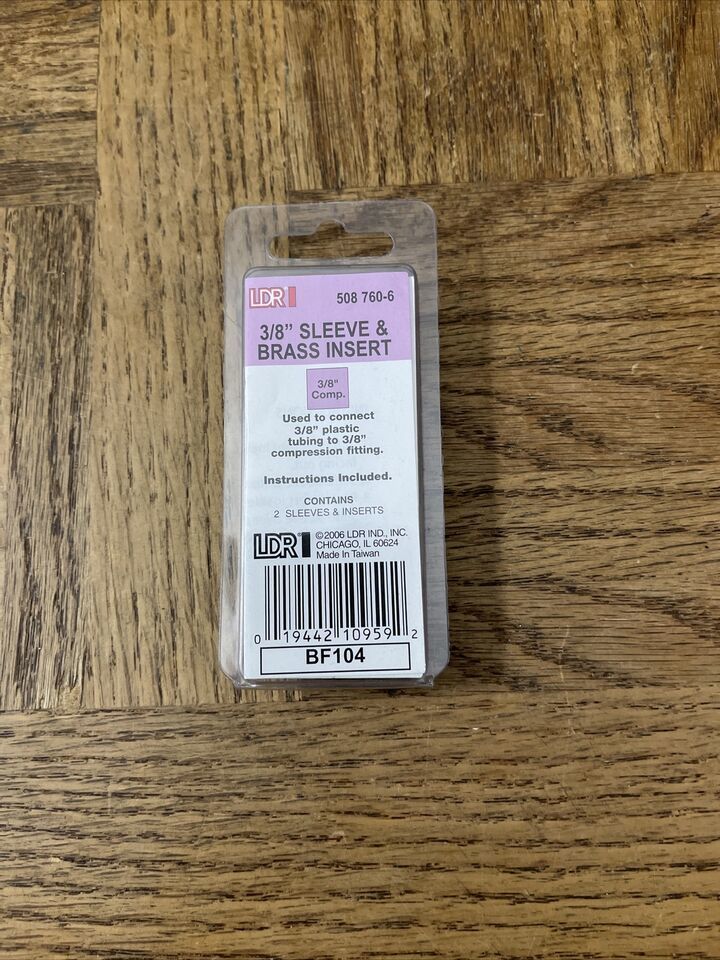 LDR 508 760-6
3/8" SLEEVE &
BRASS INSERT
3/8"
Comp.
Used to connect
3/8" plastic
tubing to 3/8"
compression fitting.
Instructions Included.
CONTAINS
2 SLEEVES & INSERTS
LDR ©2006 LDR IND., INC.
CHICAGO, IL 60624
Made In Taiwan
0 19442 10959 2
BF104